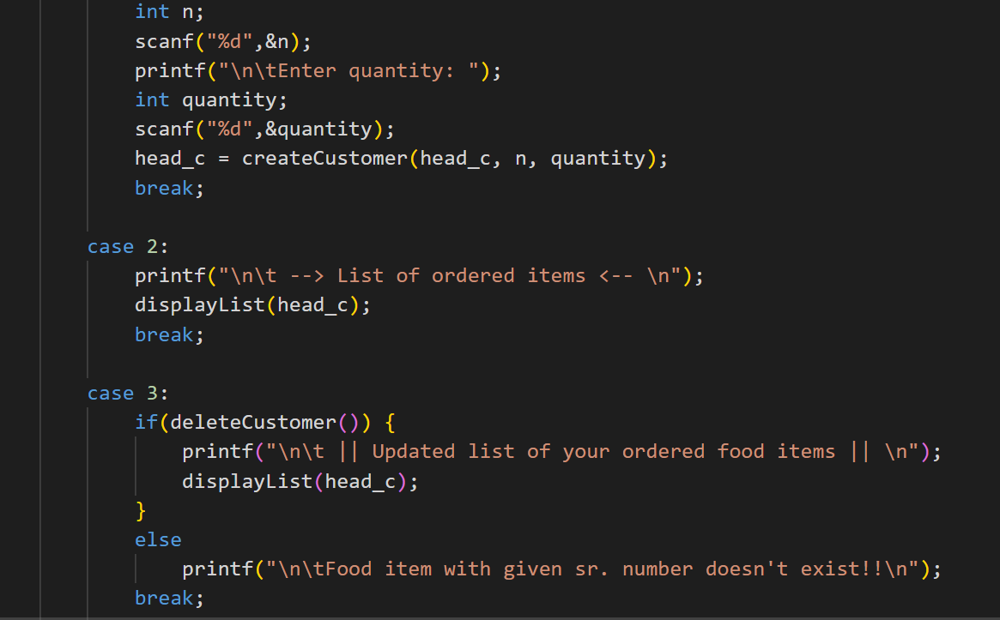 int n;
scanf("%d",&n);
printf("\n\tEnter quantity: ");
int quantity;
scanf("%d",&quantity);
head_c = createCustomer(head_c, n, quantity);
break;
case 2:
printf("\n\t --> List of ordered items <-- \n");
displayList(head_c);
break;
case 3:
if(deleteCustomer()) {
printf("\n\t || Updated list of your ordered food items || \n");
displayList(head_c);
}
else
printf("\n\tFood item with given sr. number doesn't exist!!\n");
break;